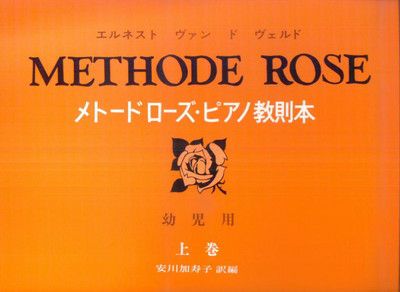 エルネスト ヴァン ド ヴェルド
METHODE ROSE
メトードローズ・ピアノ教則本
幼児用
上巻
安川加寿子訳編